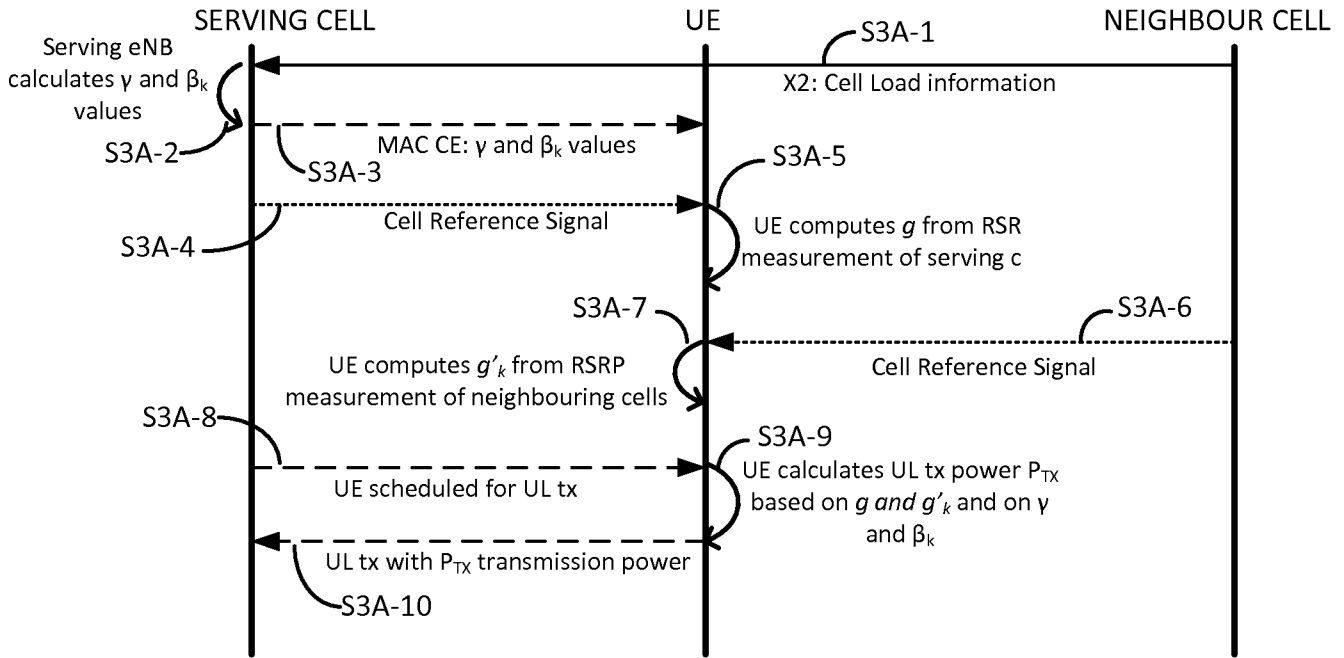 SERVING CELL
UE
NEIGHBOUR CELL
S3A-1
Serving eNB
calculates γ and βk
values
X2: Cell Load information
S3A-2
MAC CE: γ and βk values
S3A-3
S3A-5
Cell Reference Signal
S3A-4
UE computes g from RSR
measurement of serving c
S3A-7
S3A-6
UE computes g’k from RSRP
measurement of neighbouring cells
Cell Reference Signal
S3A-8
S3A-9
UE scheduled for UL tx
UE calculates UL tx power PTX
based on g and g’k and on γ
and βk
UL tx with PTX transmission power
S3A-10